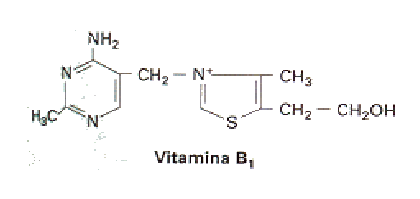 NH₂
N CH₂ — N⁺ CH₃
H₃C N S CH₂ — CH₂OH
Vitamina B₁